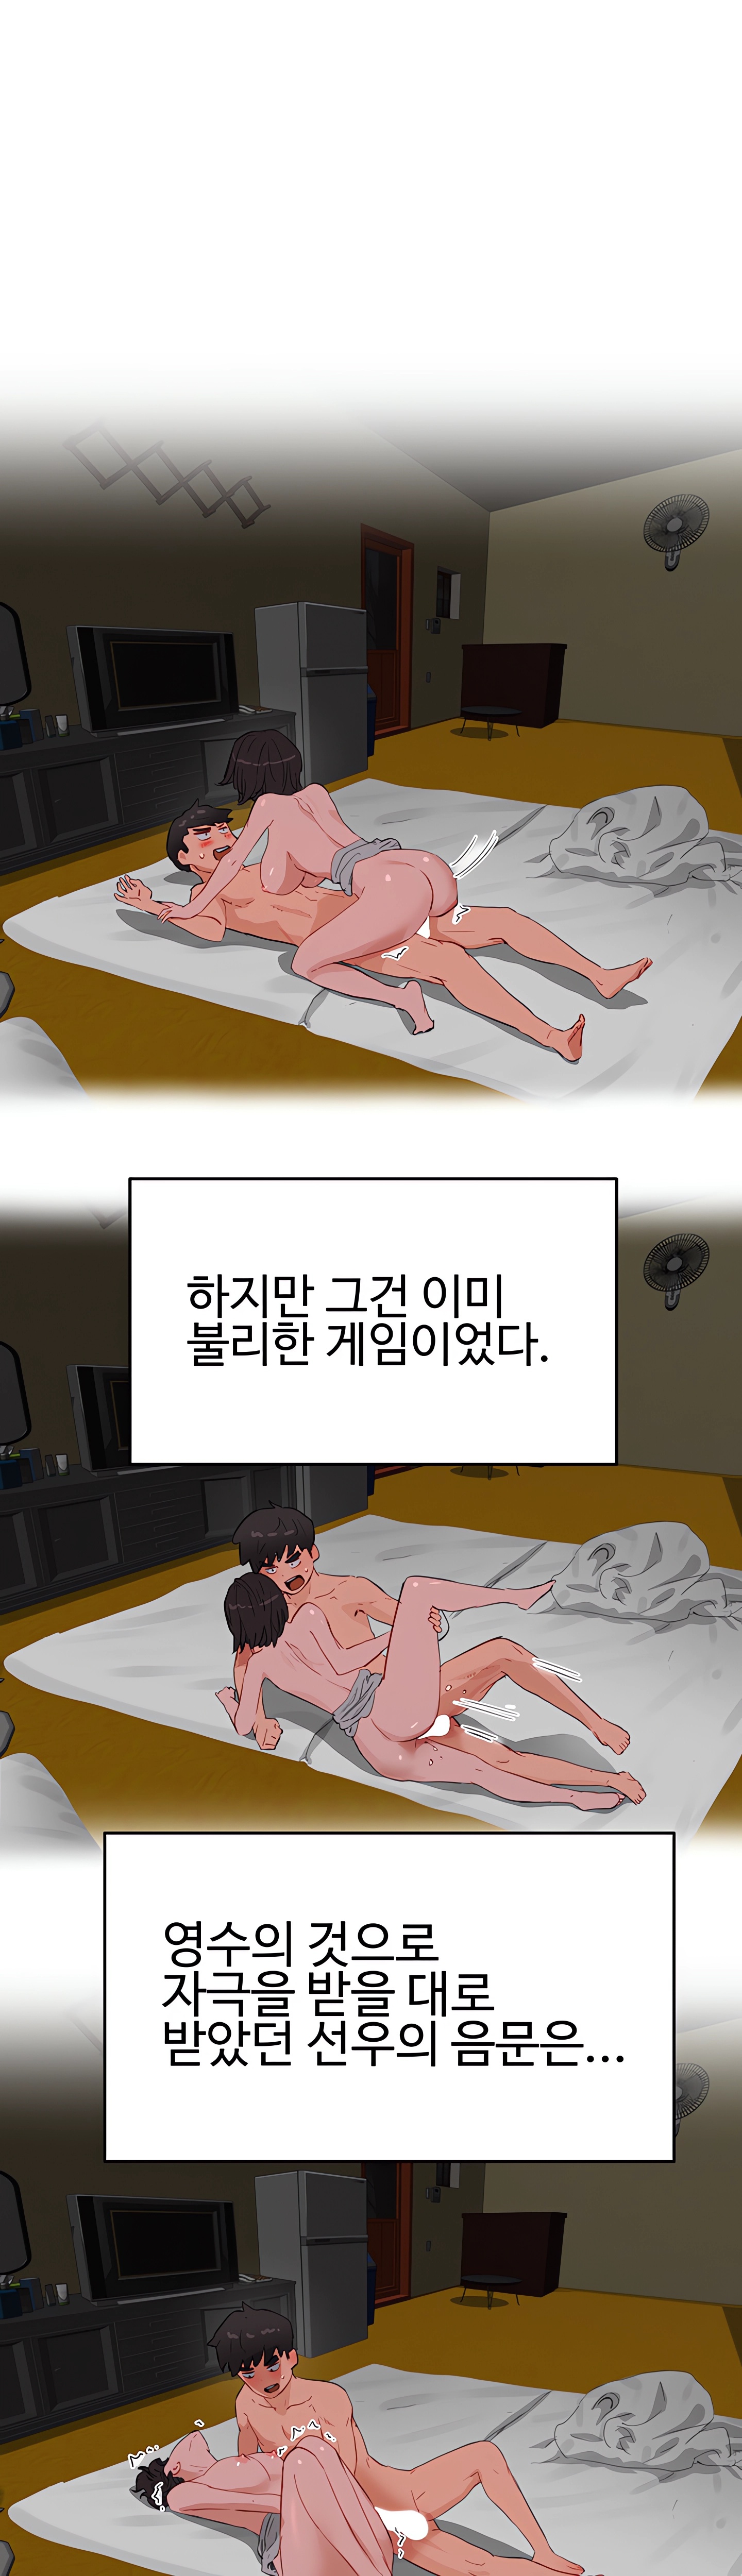 하지만 그건 이미
불리한 게임이었다.
영수의 것으로
자극을 받을 대로
받았던 선우의 음문은...